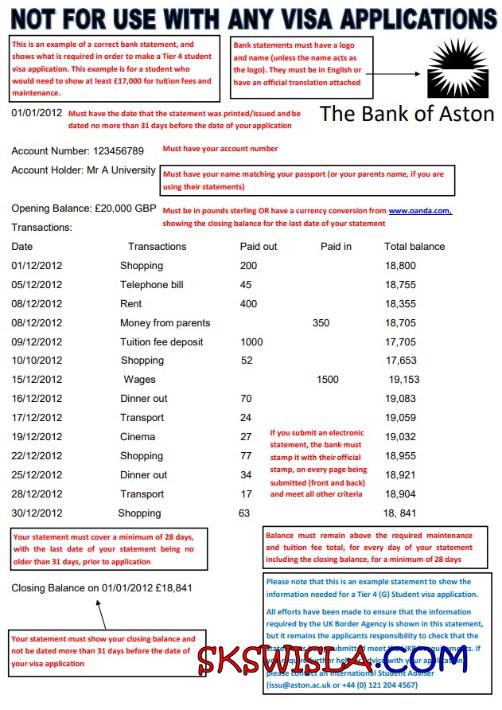 NOT FOR USE WITH ANY VISA APPLICATIONS
This is an example of a correct bank statement, and
shows what is required in order to make a Tier 4 student
visa application. This example is for a student who
would need to show at least £17,000 for tuition fees and
maintenance.
Bank statements must have a logo
and name (unless the name acts as
the logo). They must be in English or
have an official translation attached
01/01/2012 Must have the date that the statement was printed/issued and be
dated no more than 31 days before the date of your application
The Bank of Aston
Account Number: 123456789 Must have your account number
Account Holder: Mr A University
Must have your name matching your passport (or your parents name, if you are
using their statements)
Opening Balance: £20,000 GBP Must be in pounds sterling OR have a currency conversion from www.oanda.com,
showing the closing balance for the last date of your statement
Transactions:
Date Transactions Paid out Paid in Total balance
01/12/2012 Shopping 200 18,800
05/12/2012 Telephone bill 45 18,755
08/12/2012 Rent 400 18,355
08/12/2012 Money from parents 350 18,705
09/12/2012 Tuition fee deposit 1000 17,705
10/10/2012 Shopping 52 17,653
15/12/2012 Wages 1500 19,153
16/12/2012 Dinner out 70 19,083
17/12/2012 Transport 24 19,059
19/12/2012 Cinema 27 19,032
22/12/2012 Shopping 77 18,955
25/12/2012 Dinner out 34 18,921
28/12/2012 Transport 17 18,904
30/12/2012 Shopping 63 18, 841
If you submit an electronic
statement, the bank must
stamp it with their official
stamp, on every page being
submitted (front and back)
and meet all other criteria
Your statement must cover a minimum of 28 days,
with the last date of your statement being no
older than 31 days, prior to application
Balance must remain above the required maintenance
and tuition fee total, for every day of your statement
including the closing balance, for a minimum of 28 days
Closing Balance on 01/01/2012 £18,841
Your statement must show your closing balance and
not be dated more than 31 days before the date of
your visa application
Please note that this is an example statement to show the
information needed for a Tier 4 (G) Student visa application.
All efforts have been made to ensure that the information
required by the UK Border Agency is shown in this statement,
but it remains the applicants responsibility to check that the
submitted meet If
further advice with your
please contact an International Student Adviser
(issu@aston.ac.uk or +44 (0) 121 204 4567)
SKSWISLA.COM